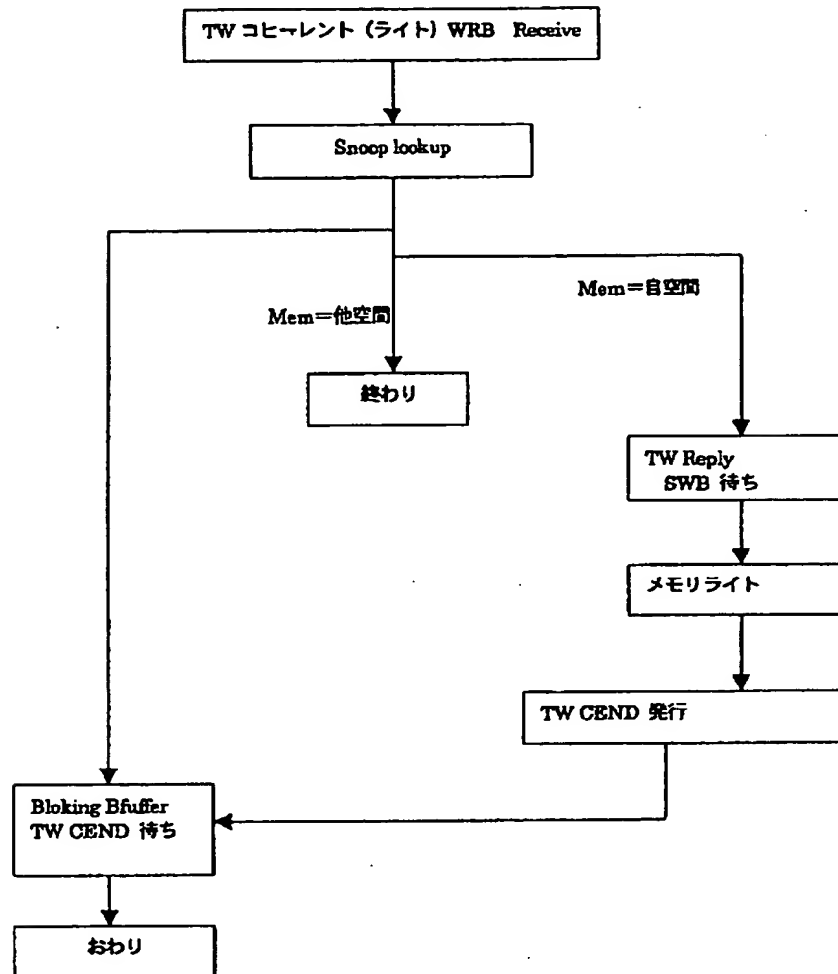 TW コヒーレント（ライト）WRB Receive
Snoop lookup
Mem＝自空間
Mem＝他空間
終わり
TW Reply
SWB 待ち
メモリライト
TW CEND 発行
Bloking Bfuffer
TW CEND 待ち
おわり